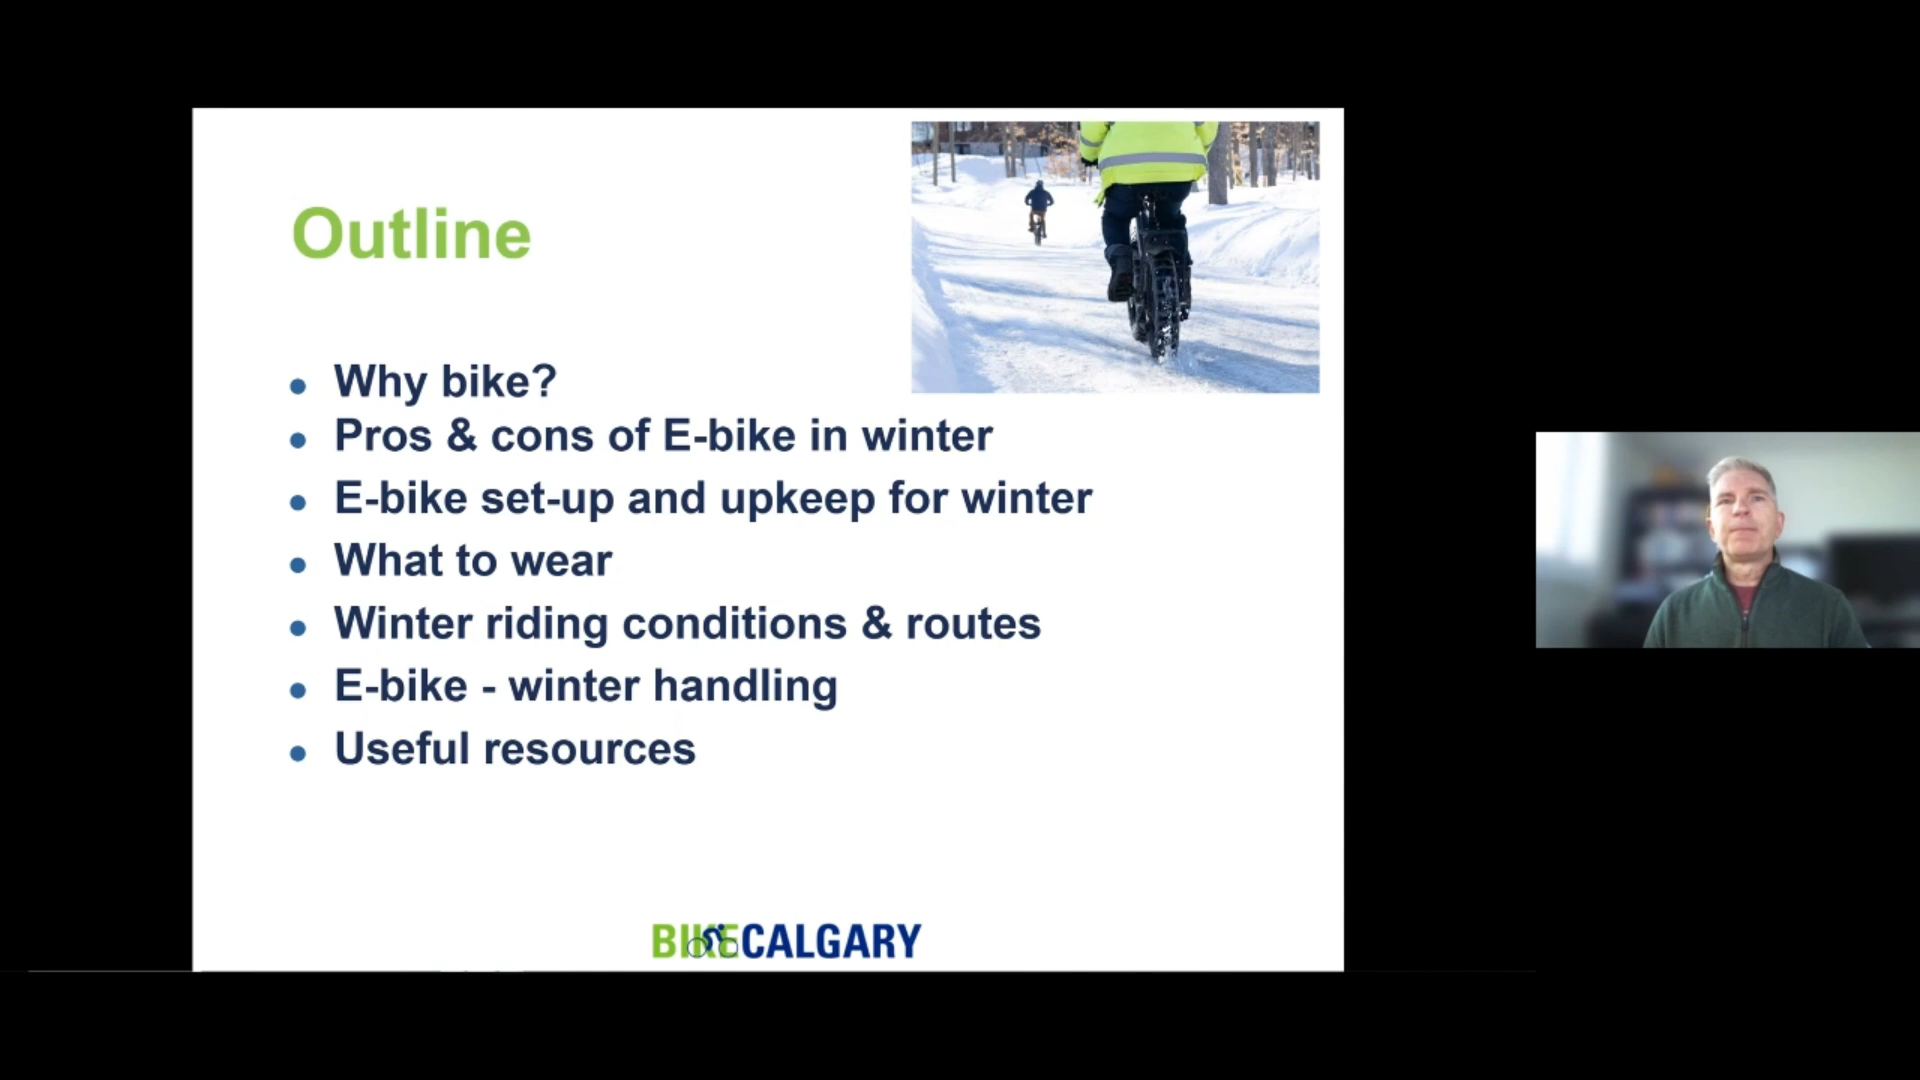 Outline
Why bike?
Pros & cons of E-bike in winter
E-bike set-up and upkeep for winter
What to wear
Winter riding conditions & routes
E-bike - winter handling
Useful resources
BIKECALGARY